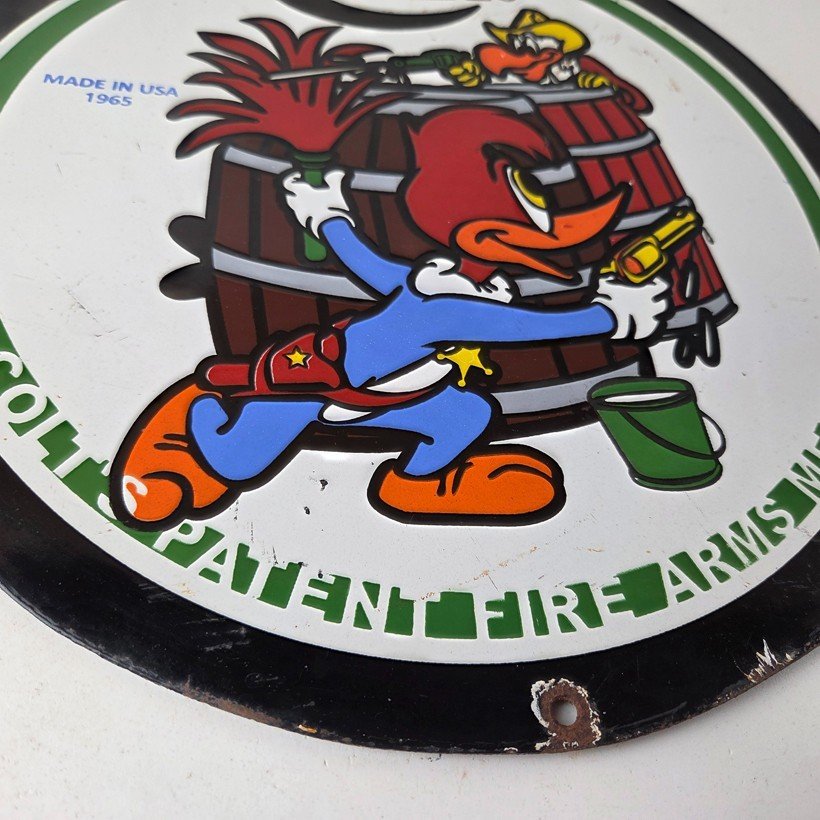 MADE IN USA
1965
COLT'S PATENT FIRE ARMS